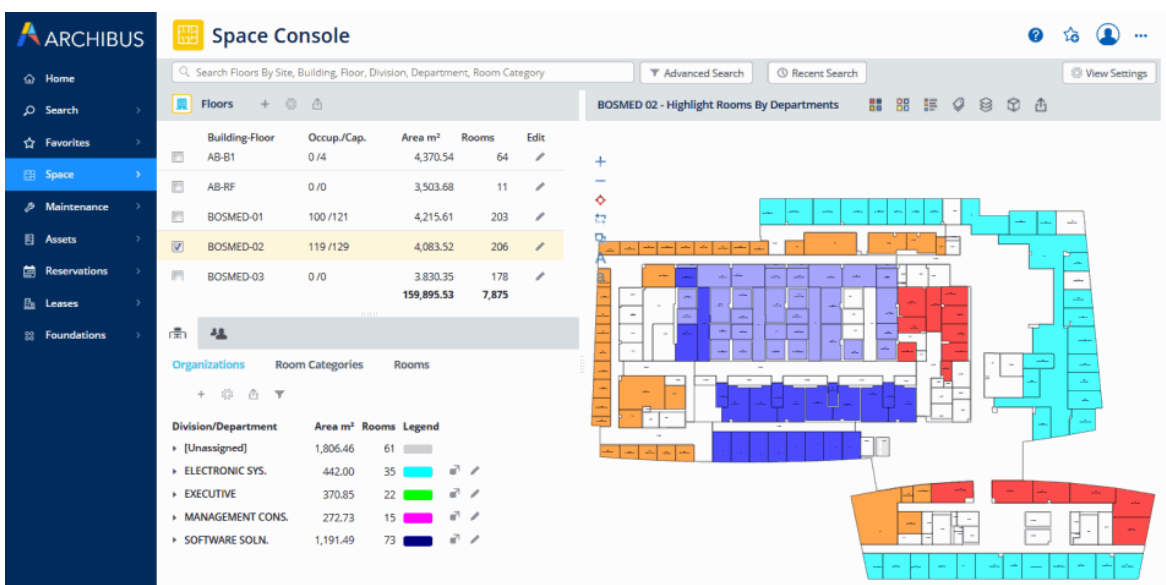 ARCHIBUS
Home
Search
Favorites
Space
Maintenance
Assets
Reservations
Leases
Foundations
Space Console
Search Floors By Site, Building, Floor, Division, Department, Room Category
Advanced Search
Recent Search
View Settings
Floors
Building-Floor Occup./Cap. Area m² Rooms Edit
AB-B1 0 /4 4,370.54 64
AB-RF 0 /0 3,503.68 11
BOSMED-01 100 /121 4,215.61 203
BOSMED-02 119 /129 4,083.52 206
BOSMED-03 0 /0 3.830.35 178
159,895.53 7,875
Organizations Room Categories Rooms
Division/Department Area m² Rooms Legend
[Unassigned] 1,806.46 61
ELECTRONIC SYS. 442.00 35
EXECUTIVE 370.85 22
MANAGEMENT CONS. 272.73 15
SOFTWARE SOLN. 1,191.49 73
BOSMED 02 - Highlight Rooms By Departments
A
B